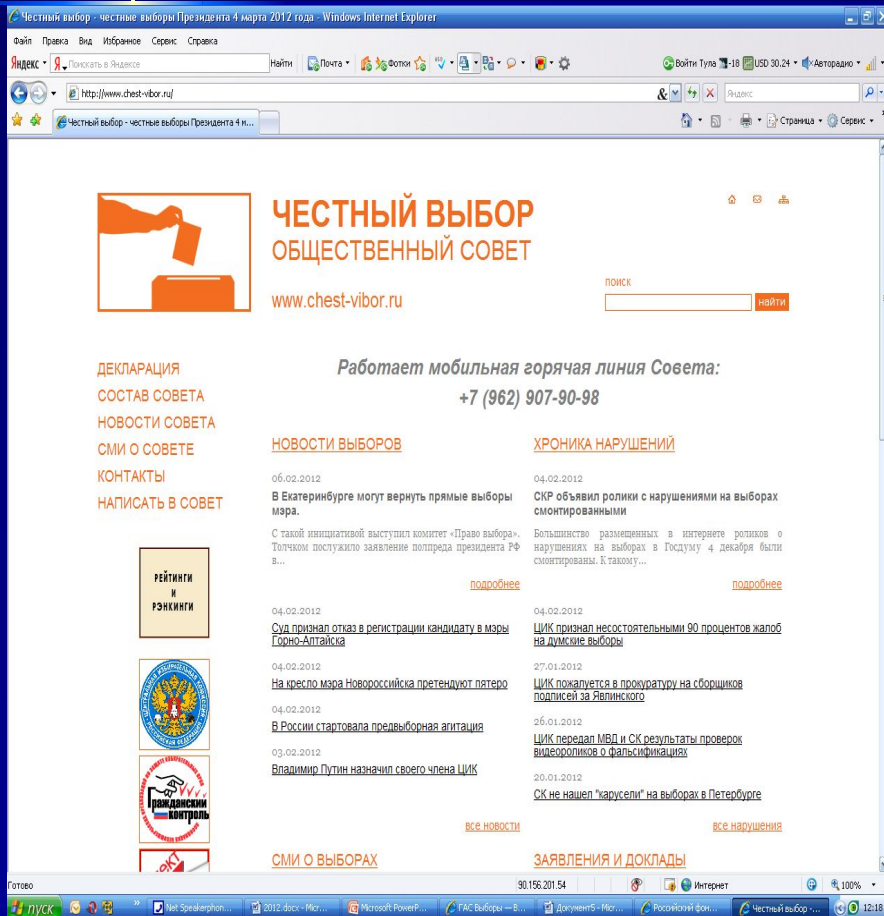 Честный выбор - честные выборы Президента 4 марта 2012 года - Windows Internet Explorer
Файл Правка Вид Избранное Сервис Справка
Яндекс Поискать в Яндексе Найти Почта Фотки Войти Тула -18 USD 30.24 Авторадио
http://www.chest-vibor.ru/ Яндекс
Честный выбор - честные выборы Президента 4 м... Страница Сервис
ЧЕСТНЫЙ ВЫБОР
ОБЩЕСТВЕННЫЙ СОВЕТ
www.chest-vibor.ru
поиск
найти
ДЕКЛАРАЦИЯ
СОСТАВ СОВЕТА
НОВОСТИ СОВЕТА
СМИ О СОВЕТЕ
КОНТАКТЫ
НАПИСАТЬ В СОВЕТ
РЕЙТИНГИ
И
РЭНКИНГИ
Гражданский
контроль
Работает мобильная горячая линия Совета:
+7 (962) 907-90-98
НОВОСТИ ВЫБОРОВ
06.02.2012
В Екатеринбурге могут вернуть прямые выборы
мэра.
С такой инициативой выступил комитет «Право выбора».
Толчком послужило заявление полпреда президента РФ
в...
подробнее
04.02.2012
Суд признал отказ в регистрации кандидату в мэры
Горно-Алтайска
04.02.2012
На кресло мэра Новороссийска претендуют пятеро
04.02.2012
В России стартовала предвыборная агитация
03.02.2012
Владимир Путин назначил своего члена ЦИК
все новости
СМИ О ВЫБОРАХ
ХРОНИКА НАРУШЕНИЙ
04.02.2012
СКР объявил ролики с нарушениями на выборах
смонтированными
Большинство размещенных в интернете роликов о
нарушениях на выборах в Госдуму 4 декабря были
смонтированы. К такому...
подробнее
04.02.2012
ЦИК признал несостоятельными 90 процентов жалоб
на думские выборы
27.01.2012
ЦИК пожалуется в прокуратуру на сборщиков
подписей за Явлинского
26.01.2012
ЦИК передал МВД и СК результаты проверок
видеороликов о фальсификациях
20.01.2012
СК не нашел "карусели" на выборах в Петербурге
все нарушения
ЗАЯВЛЕНИЯ И ДОКЛАДЫ
Готово 90.156.201.54 Интернет 100%
пуск Net Speakerphon... 2012.docx - Micr... Microsoft PowerP... ГАС Выборы — В... Документ5 - Micr... Российский фон... Честный выбор -... 12:18